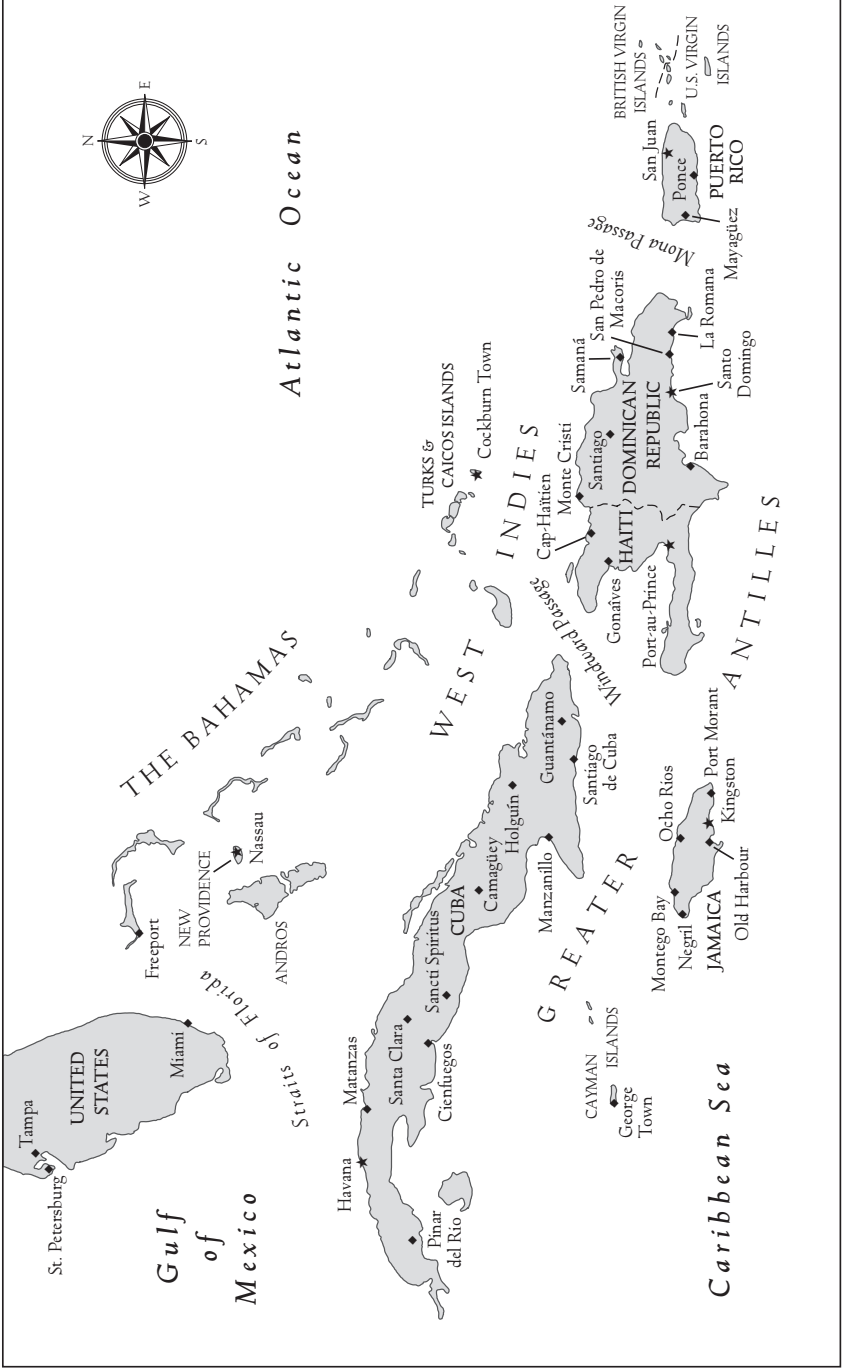 N
E
S
W
Tampa
St. Petersburg
UNITED
STATES
Miami
Gulf
of
Mexico
Straits of Florida
Freeport
THE BAHAMAS
NEW
PROVIDENCE
Nassau
ANDROS
Atlantic Ocean
TURKS &
CAICOS ISLANDS
Cockburn Town
WEST INDIES
Havana
Matanzas
Pinar
del Rio
Santa Clara
Cienfuegos
Sancti Spiritus
CUBA
Camagüey
Holguín
Manzanillo
Guantánamo
Santiago
de Cuba
Windward Passage
CAYMAN
ISLANDS
George
Town
GREATER ANTILLES
Montego Bay
Negril
Ocho Rios
JAMAICA
Old Harbour
Kingston
Port Morant
Cap-Haïtien
Gonaîves
HAITI
Port-au-Prince
Monte Cristi
Santiago
DOMINICAN
REPUBLIC
Samaná
San Pedro de
Macoris
La Romana
Santo
Domingo
Barahona
Mona Passage
San Juan
Ponce
Mayagüez
PUERTO
RICO
BRITISH VIRGIN
ISLANDS
U.S. VIRGIN
ISLANDS
Caribbean Sea